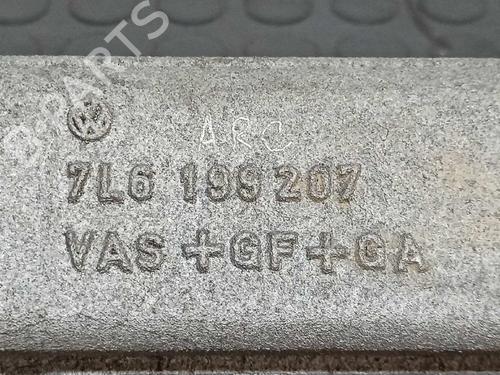 B-PARTS
ARC
7L6 199 207
VAS +GF+GA